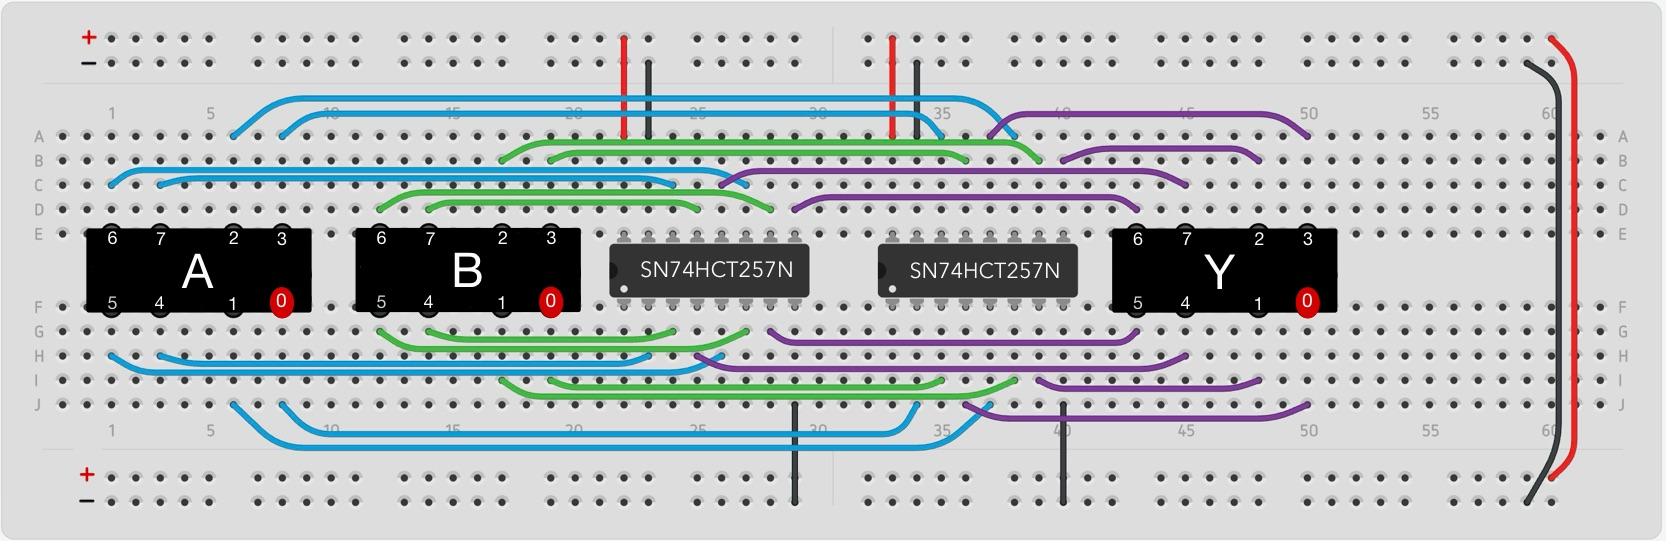 +
−
1 5 10 15 20 25 30 35 40 45 50 55 60
A A
B B
C C
D D
E E
6 7 2 3 6 7 2 3 6 7 2 3
A B SN74HCT257N SN74HCT257N Y
5 4 1 0 5 4 1 0 5 4 1 0
F F
G G
H H
I I
J J
1 5 10 15 20 25 30 35 40 45 50 55 60
+
−